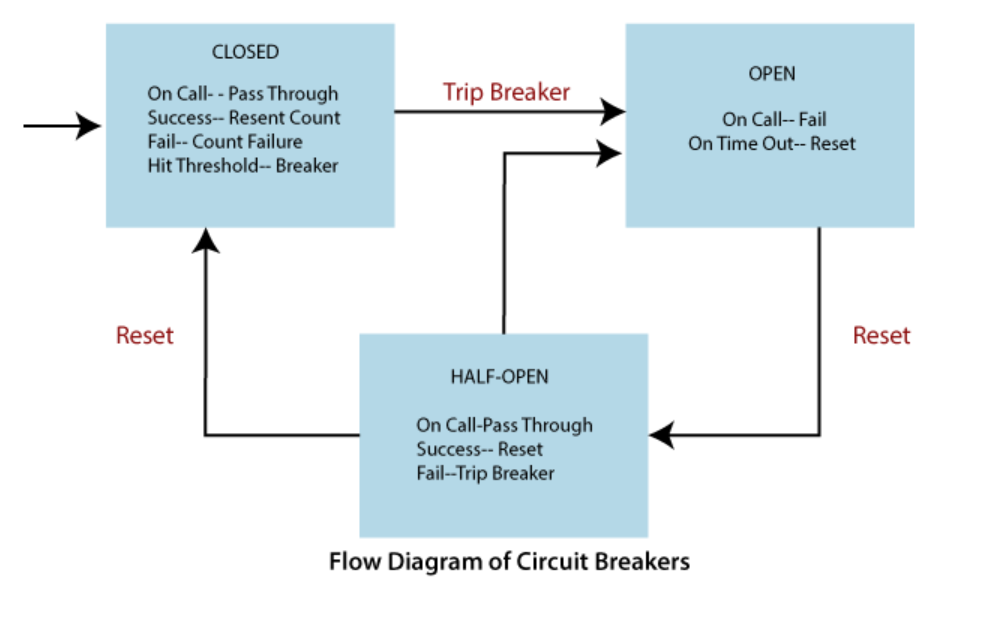 CLOSED
On Call- - Pass Through
Success-- Resent Count
Fail-- Count Failure
Hit Threshold-- Breaker
Trip Breaker
OPEN
On Call-- Fail
On Time Out-- Reset
Reset
Reset
HALF-OPEN
On Call-Pass Through
Success-- Reset
Fail--Trip Breaker
Flow Diagram of Circuit Breakers